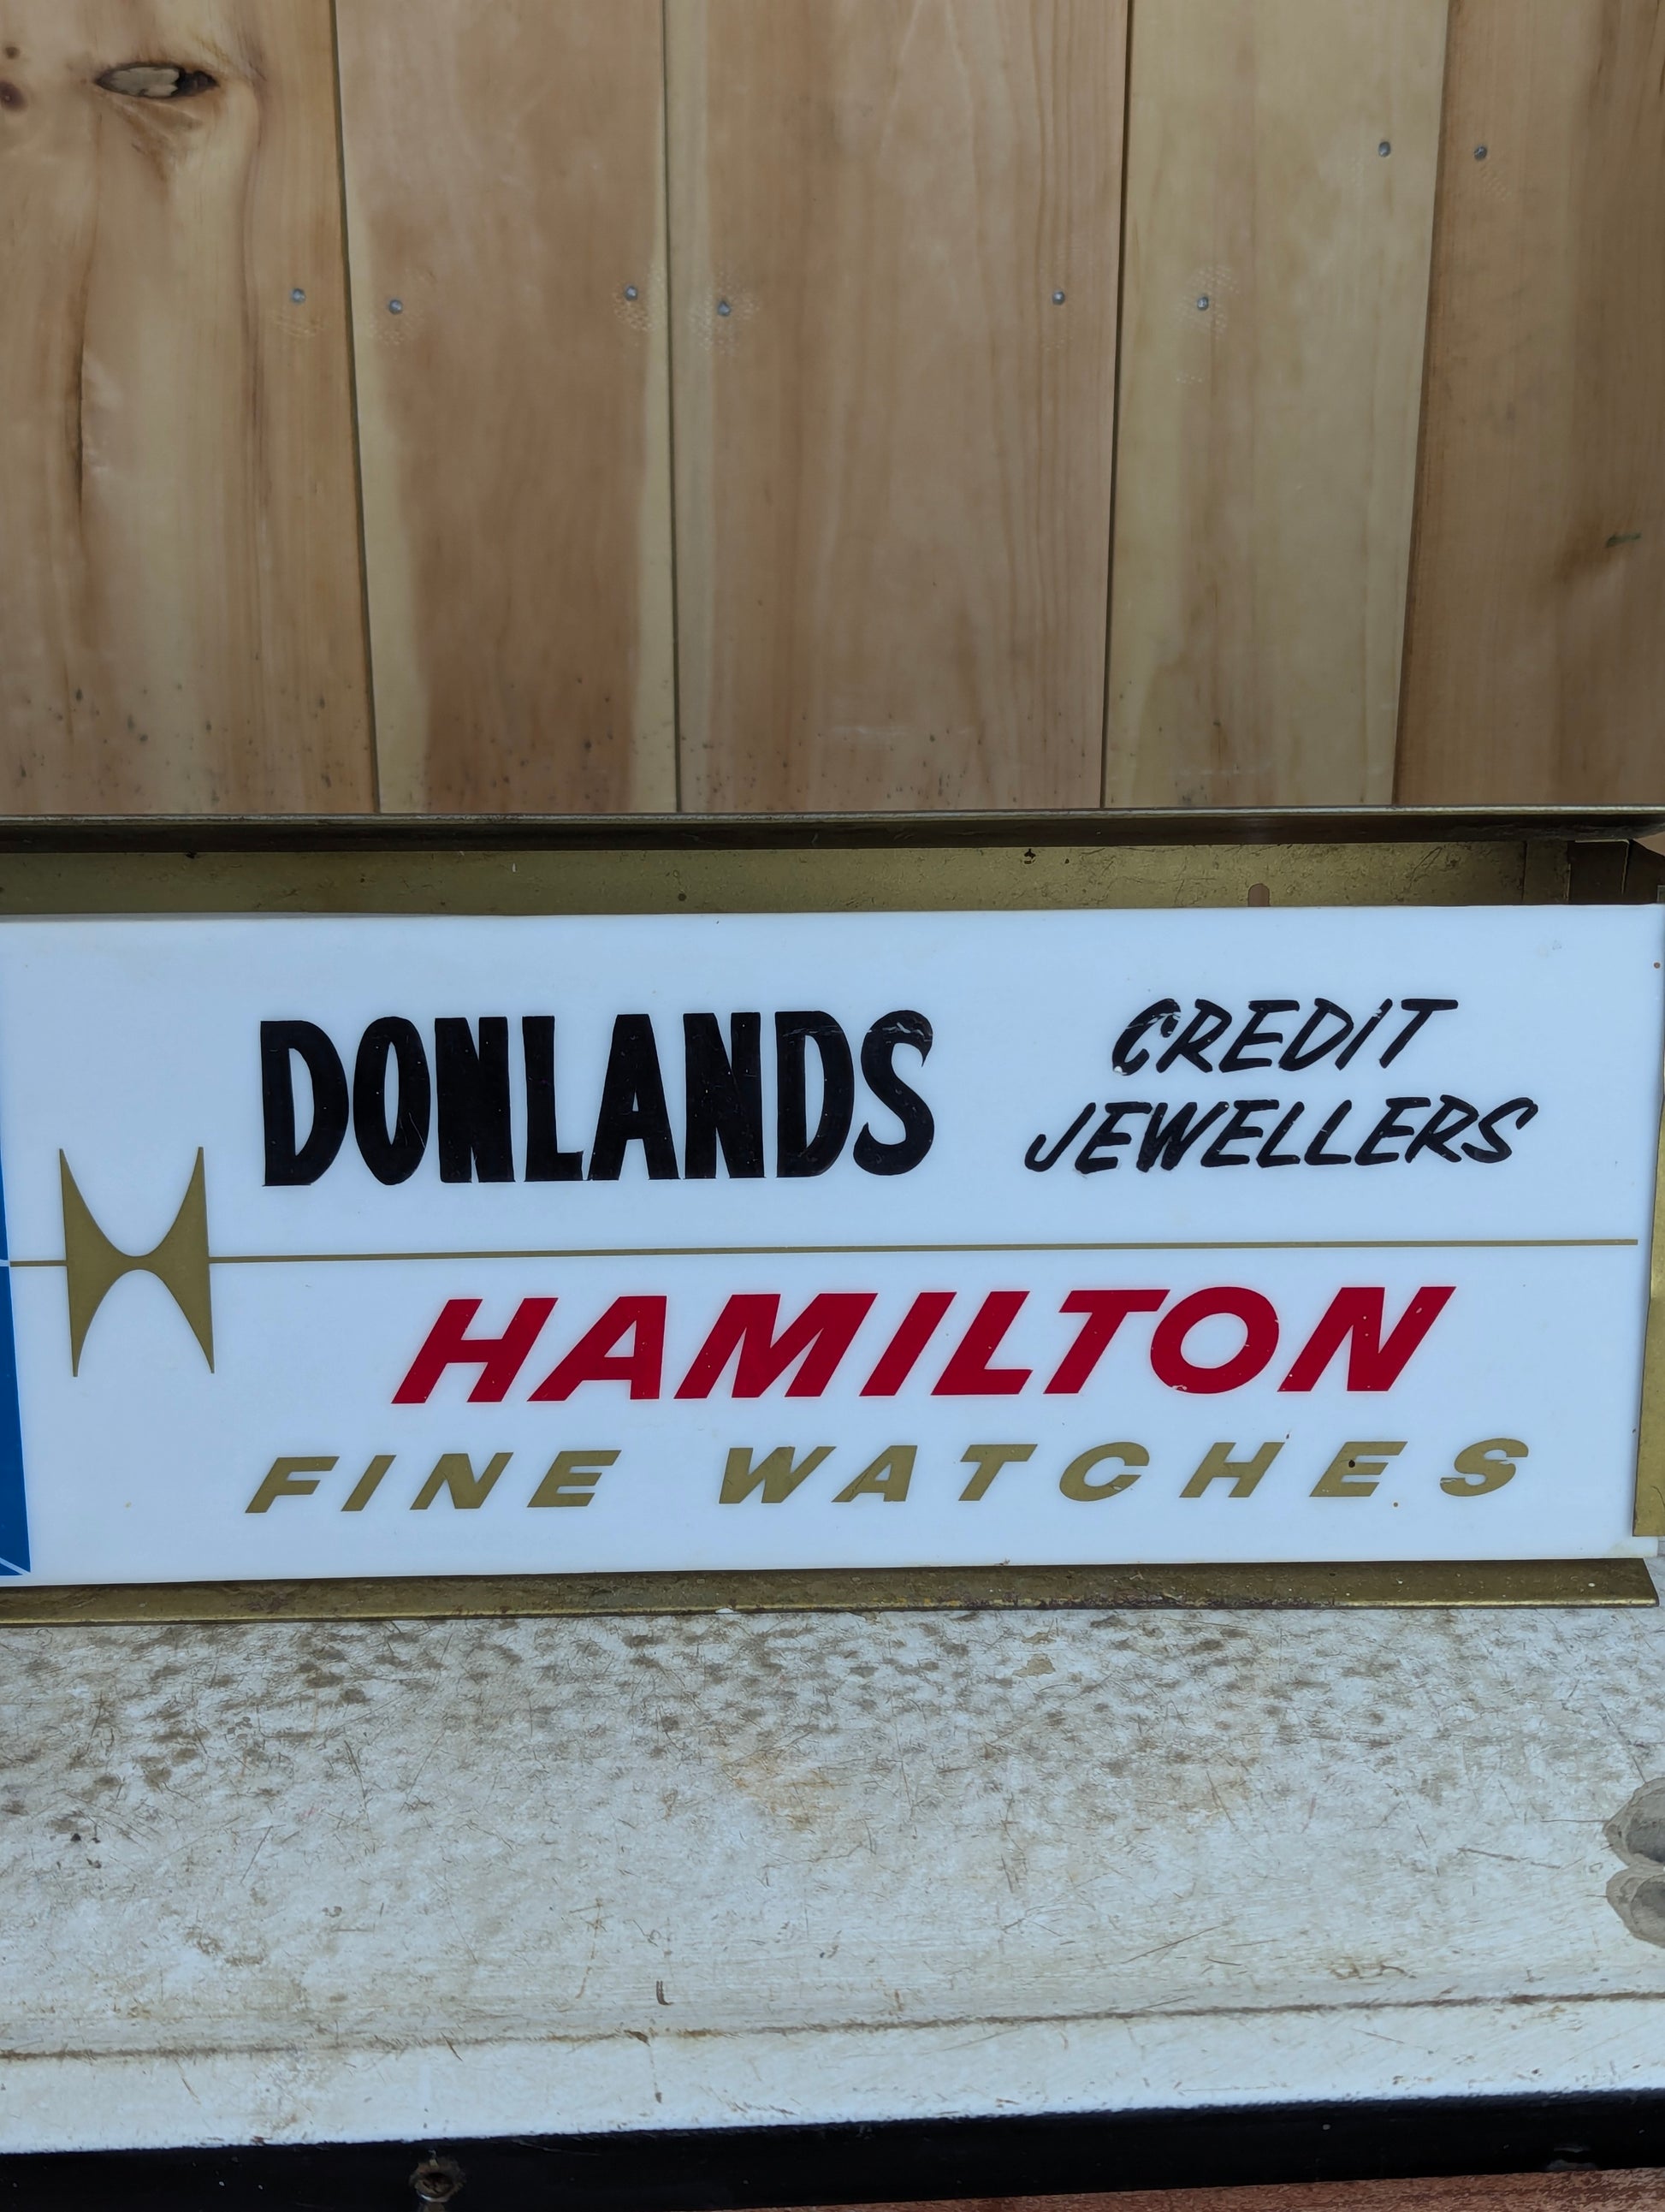 DONLANDS CREDIT
JEWELLERS
HAMILTON
FINE WATCHES